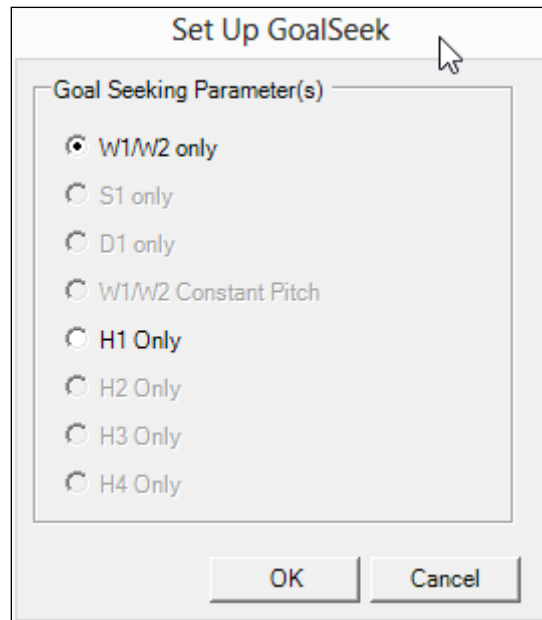 Set Up GoalSeek
Goal Seeking Parameter(s)
W1/W2 only
S1 only
D1 only
W1/W2 Constant Pitch
H1 Only
H2 Only
H3 Only
H4 Only
OK Cancel